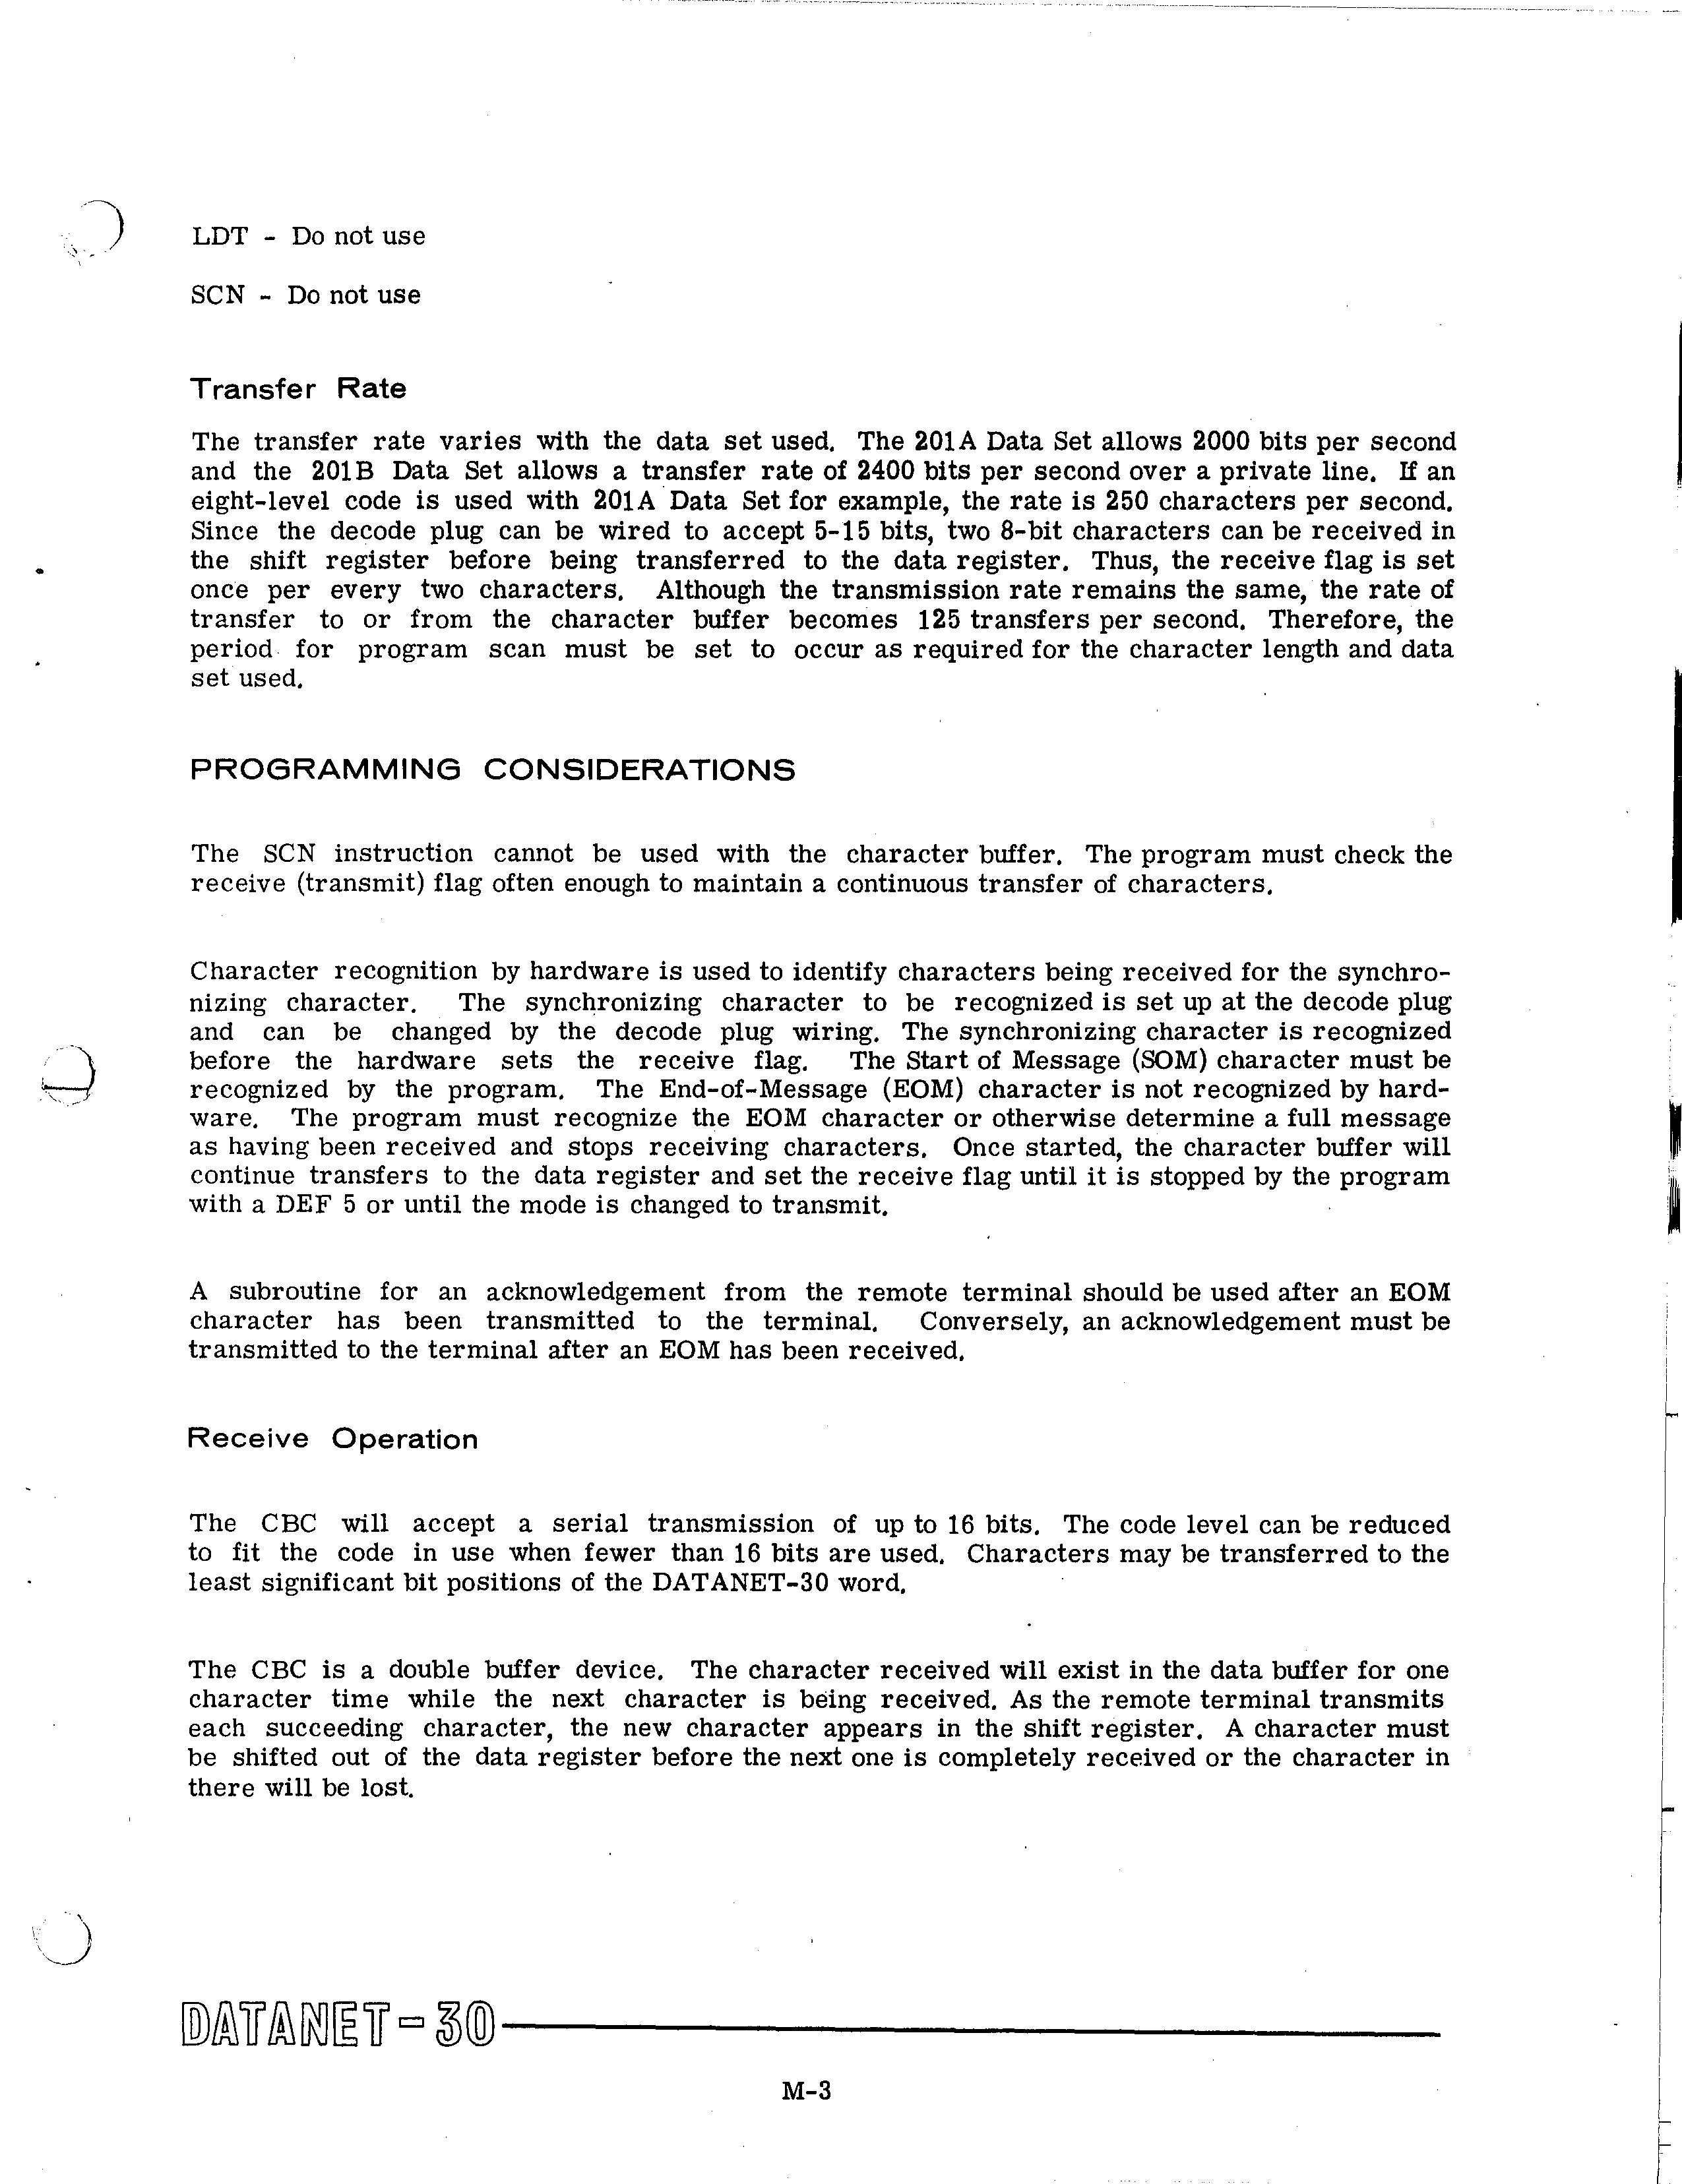 LDT - Do not use
SCN - Do not use
Transfer Rate
The transfer rate varies with the data set used. The 201A Data Set allows 2000 bits per second
and the 201B Data Set allows a transfer rate of 2400 bits per second over a private line. If an
eight-level code is used with 201A Data Set for example, the rate is 250 characters per second.
Since the decode plug can be wired to accept 5-15 bits, two 8-bit characters can be received in
the shift register before being transferred to the data register. Thus, the receive flag is set
once per every two characters. Although the transmission rate remains the same, the rate of
transfer to or from the character buffer becomes 125 transfers per second. Therefore, the
period for program scan must be set to occur as required for the character length and data
set used.
PROGRAMMING CONSIDERATIONS
The SCN instruction cannot be used with the character buffer. The program must check the
receive (transmit) flag often enough to maintain a continuous transfer of characters.
Character recognition by hardware is used to identify characters being received for the synchro-
nizing character. The synchronizing character to be recognized is set up at the decode plug
and can be changed by the decode plug wiring. The synchronizing character is recognized
before the hardware sets the receive flag. The Start of Message (SOM) character must be
recognized by the program. The End-of-Message (EOM) character is not recognized by hard-
ware. The program must recognize the EOM character or otherwise determine a full message
as having been received and stops receiving characters. Once started, the character buffer will
continue transfers to the data register and set the receive flag until it is stopped by the program
with a DEF 5 or until the mode is changed to transmit.
A subroutine for an acknowledgement from the remote terminal should be used after an EOM
character has been transmitted to the terminal. Conversely, an acknowledgement must be
transmitted to the terminal after an EOM has been received.
Receive Operation
The CBC will accept a serial transmission of up to 16 bits. The code level can be reduced
to fit the code in use when fewer than 16 bits are used. Characters may be transferred to the
least significant bit positions of the DATANET-30 word.
The CBC is a double buffer device. The character received will exist in the data buffer for one
character time while the next character is being received. As the remote terminal transmits
each succeeding character, the new character appears in the shift register. A character must
be shifted out of the data register before the next one is completely received or the character in
there will be lost.
DATANET-30
M-3